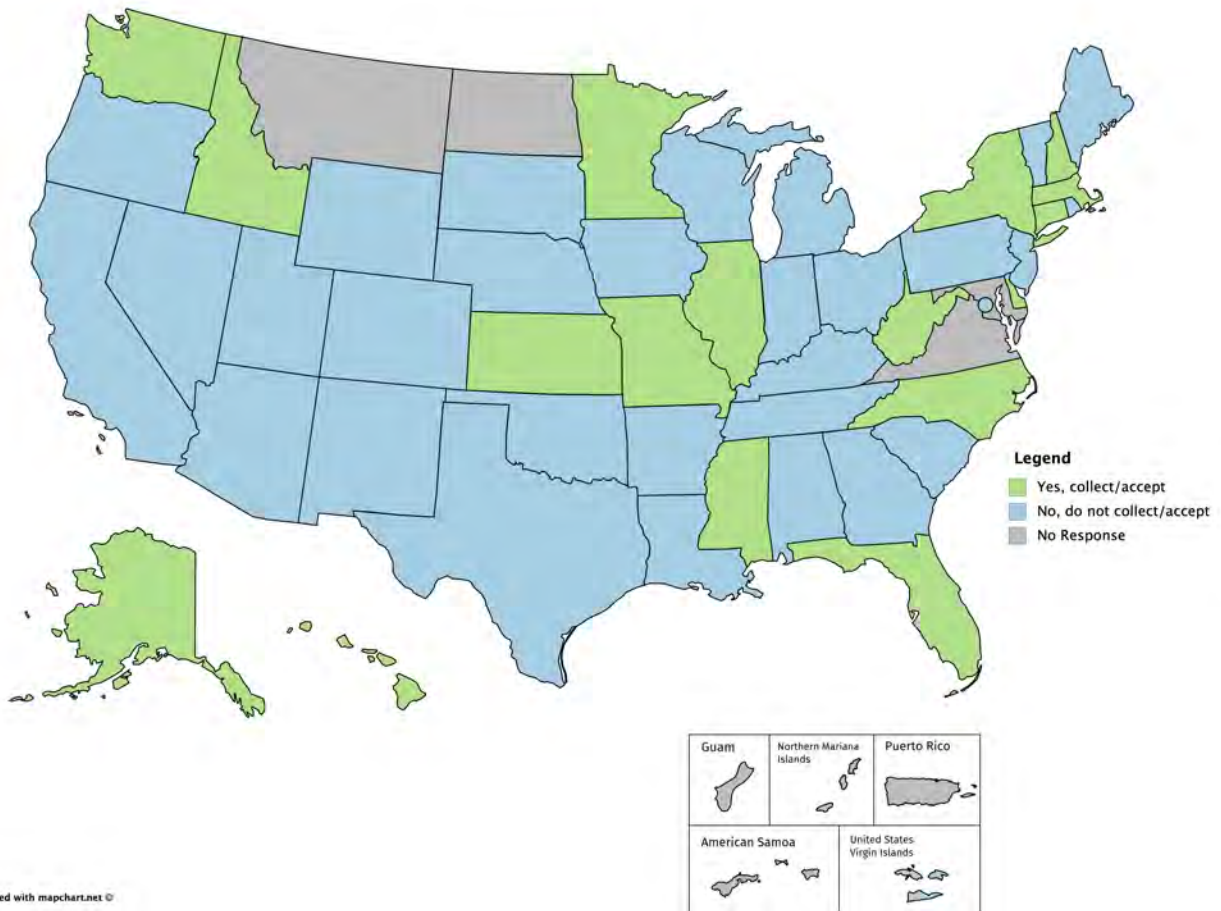 Legend
Yes, collect/accept
No, do not collect/accept
No Response
Guam
Northern Mariana
Islands
Puerto Rico
American Samoa
United States
Virgin Islands
ed with mapchart.net ©